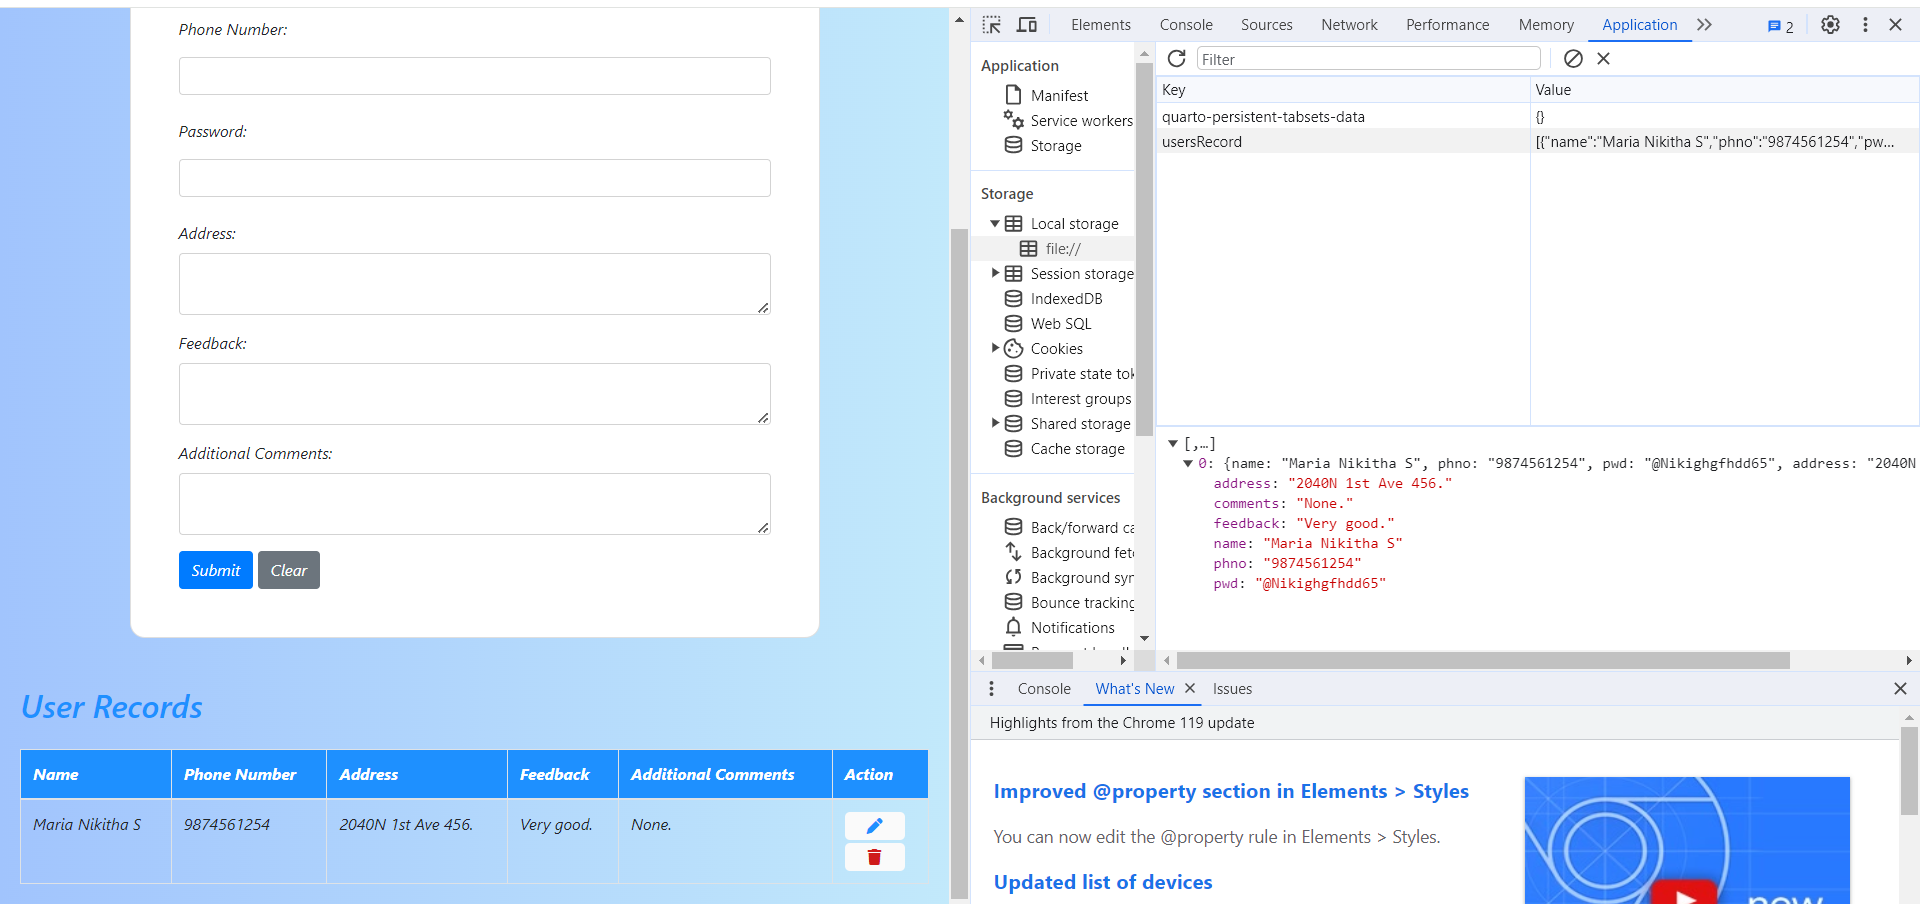 Phone Number:
Password:
Address:
Feedback:
Additional Comments:
Submit Clear
User Records
Name Phone Number Address Feedback Additional Comments Action
Maria Nikitha S 9874561254 2040N 1st Ave 456. Very good. None.
Elements Console Sources Network Performance Memory Application 2
Application
Manifest
Service workers
Storage
Storage
Local storage
file://
Session storage
IndexedDB
Web SQL
Cookies
Private state tok
Interest groups
Shared storage
Cache storage
Background services
Back/forward ca
Background fet
Background syn
Bounce tracking
Notifications
Filter
Key Value
quarto-persistent-tabsets-data {}
usersRecord [{"name":"Maria Nikitha S","phno":"9874561254","pw...
[,…]
0: {name: "Maria Nikitha S", phno: "9874561254", pwd: "@Nikighgfhdd65", address: "2040N
address: "2040N 1st Ave 456."
comments: "None."
feedback: "Very good."
name: "Maria Nikitha S"
phno: "9874561254"
pwd: "@Nikighgfhdd65"
Console What's New Issues
Highlights from the Chrome 119 update
Improved @property section in Elements > Styles
You can now edit the @property rule in Elements > Styles.
Updated list of devices
new